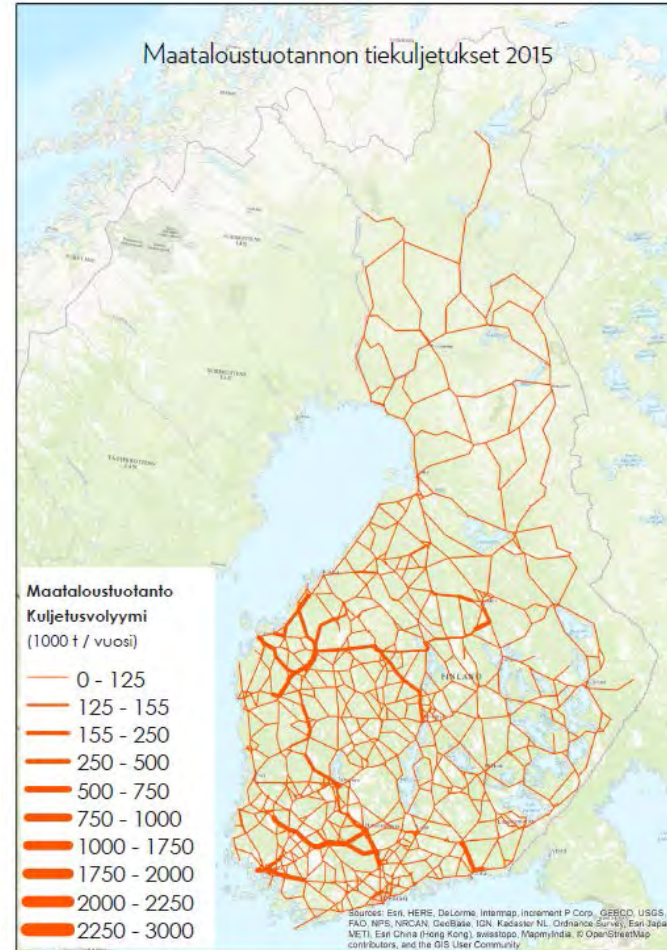 Maataloustuotannon tiekuljetukset 2015
FINLAND
Maataloustuotanto
Kuljetusvolyymi
(1000 t / vuosi)
0 - 125
125 - 155
155 - 250
250 - 500
500 - 750
750 - 1000
1000 - 1750
1750 - 2000
2000 - 2250
2250 - 3000
Sources: Esri, HERE, DeLorme, Intermap, increment P Corp., GEBCO, USGS,
FAO, NPS, NRCAN, GeoBase, IGN, Kadaster NL, Ordnance Survey, Esri Japan,
METI, Esri China (Hong Kong), swisstopo, MapmyIndia, © OpenStreetMap
contributors, and the GIS User Community